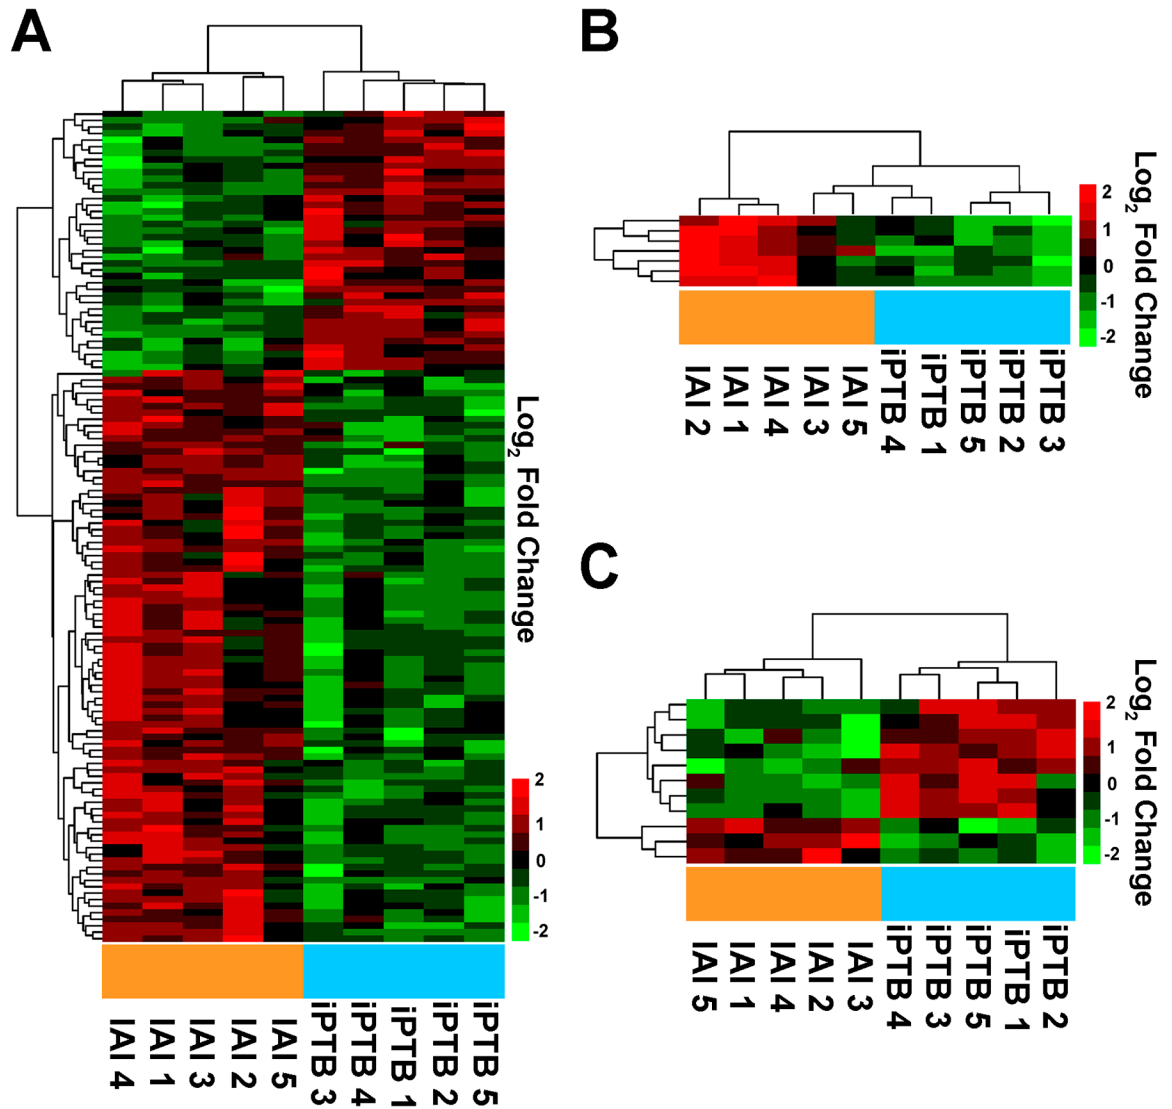 A
Log2 Fold Change
2
1
0
-1
-2
IAI 4
IAI 1
IAI 3
IAI 2
IAI 5
iPTB 3
iPTB 4
iPTB 1
iPTB 2
iPTB 5
B
Log2 Fold Change
2
1
0
-1
-2
IAI 2
IAI 1
IAI 4
IAI 3
IAI 5
iPTB 4
iPTB 1
iPTB 5
iPTB 2
iPTB 3
C
Log2 Fold Change
2
1
0
-1
-2
IAI 5
IAI 1
IAI 4
IAI 2
IAI 3
iPTB 4
iPTB 3
iPTB 5
iPTB 1
iPTB 2